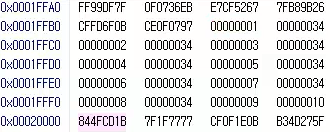 0x0001FFA0 FF99DF7F 0F0736EB E7CF5267 7FB89B26
0x0001FFB0 CFFD6F0B CE0F0797 00000001 00000034
0x0001FFC0 00000002 00000034 00000003 00000034
0x0001FFD0 00000004 00000034 00000005 00000034
0x0001FFE0 00000006 00000034 00000007 00000034
0x0001FFF0 00000008 00000034 00000009 00000010
0x00020000 844FCD1B 7F1F7777 CF0F1E0B B34D275F